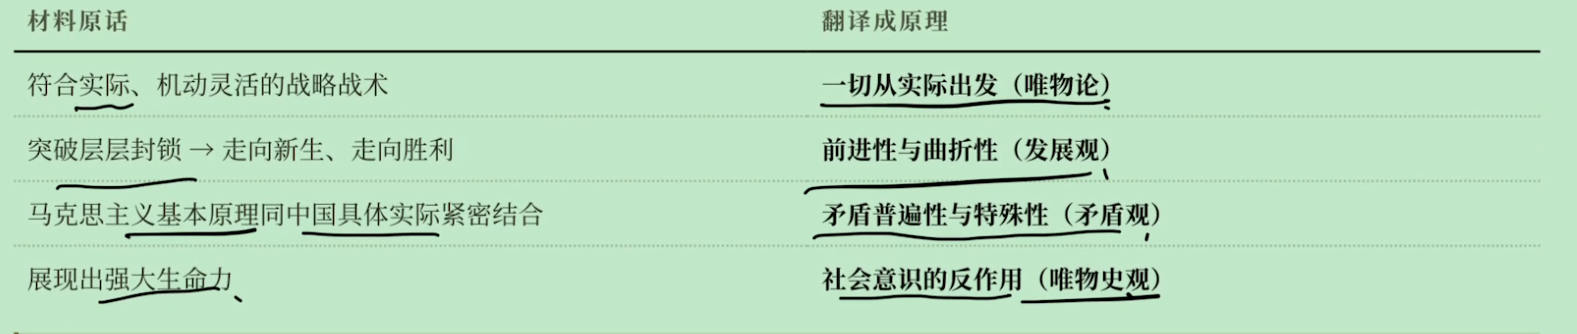 材料原话 翻译成原理
符合实际、机动灵活的战略战术 一切从实际出发（唯物论）
突破层层封锁 → 走向新生、走向胜利 前进性与曲折性（发展观）
马克思主义基本原理同中国具体实际紧密结合 矛盾普遍性与特殊性（矛盾观）
展现出强大生命力 社会意识的反作用（唯物史观）